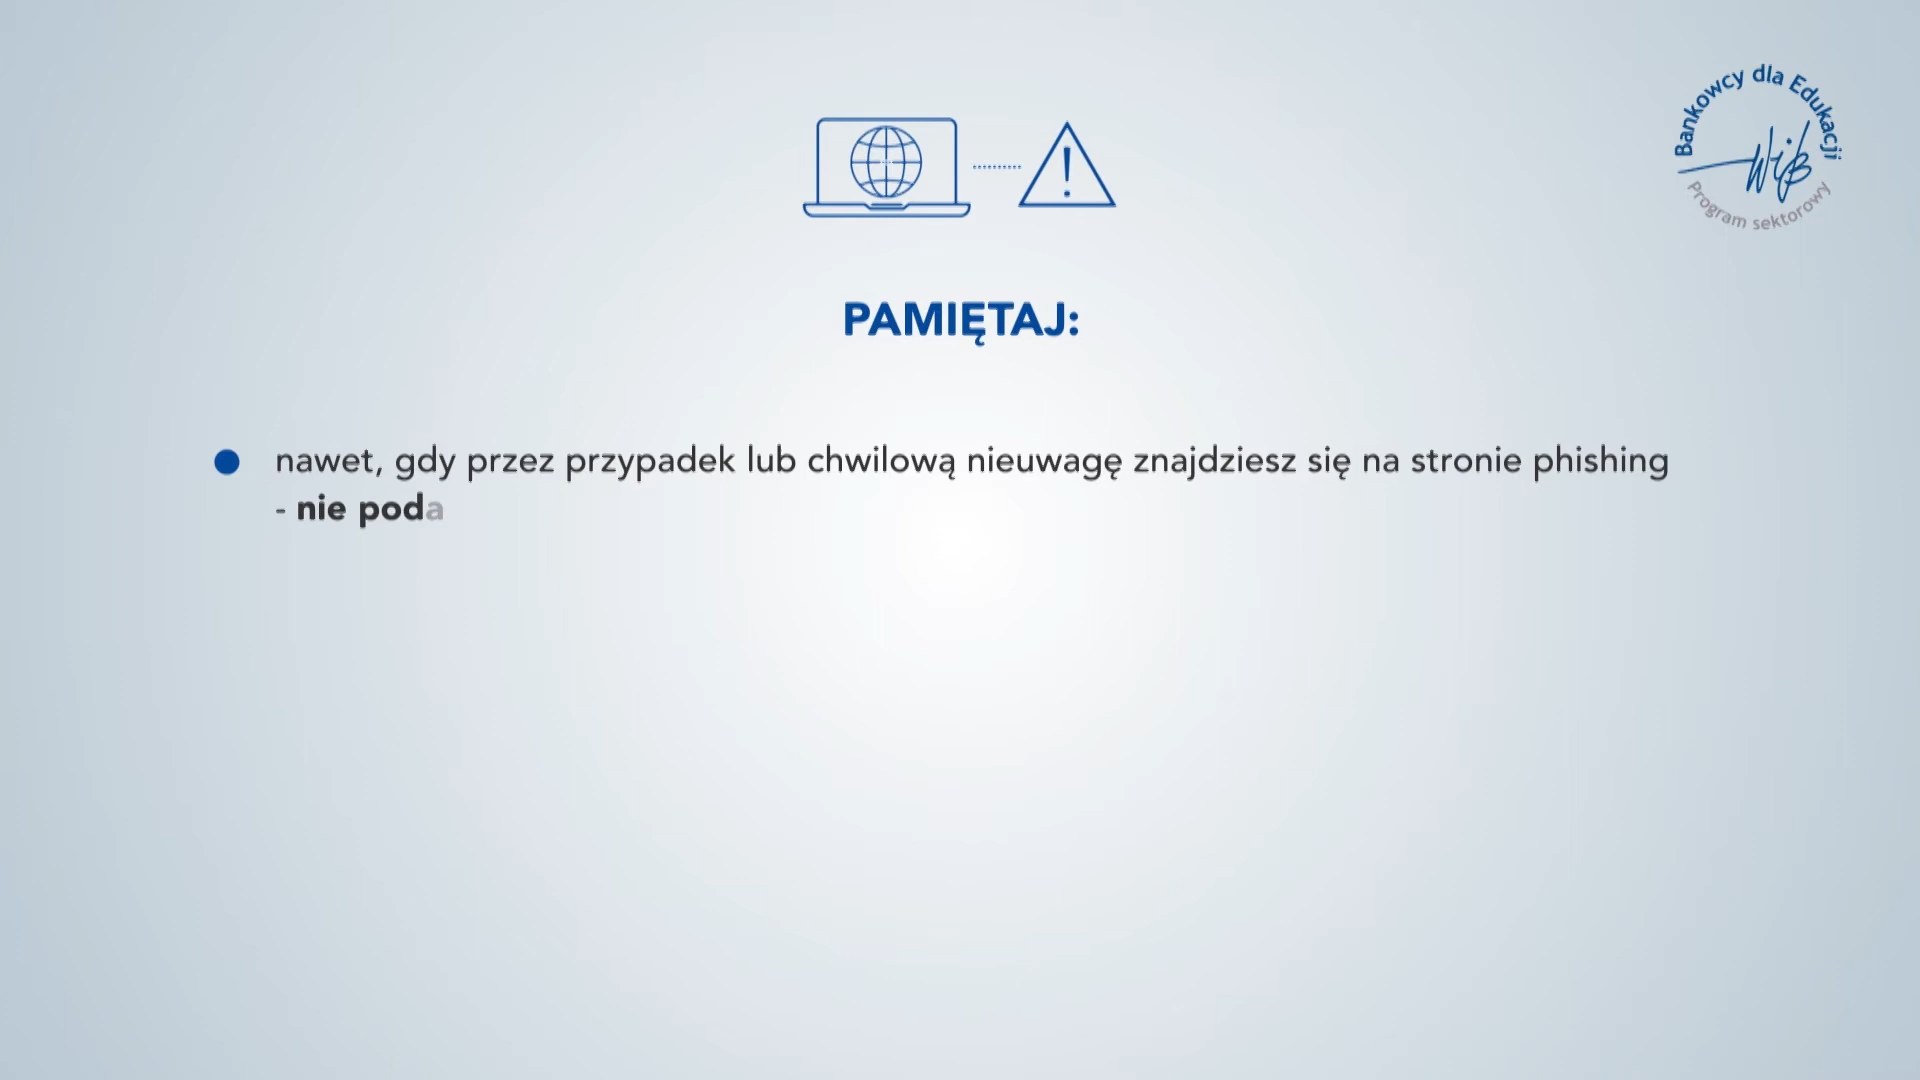 Bankowcy dla Edukacji
WiB
Program sektorowy
PAMIĘTAJ:
nawet, gdy przez przypadek lub chwilową nieuwagę znajdziesz się na stronie phishing
- nie poda